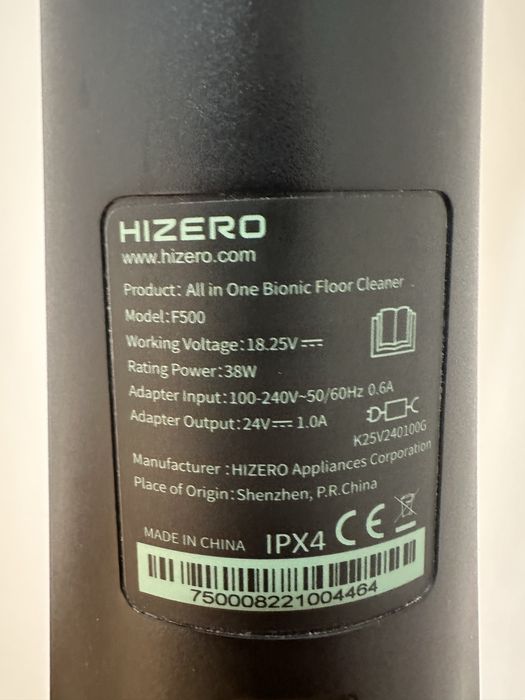 HIZERO
www.hizero.com
Product: All in One Bionic Floor Cleaner
Model:F500
Working Voltage:18.25V⎓
Rating Power:38W
Adapter Input:100-240V~50/60Hz 0.6A
Adapter Output:24V⎓ 1.0A
K25V240100G
Manufacturer :HIZERO Appliances Corporation
Place of Origin:Shenzhen, P.R.China
MADE IN CHINA IPX4 CE
750008221004464